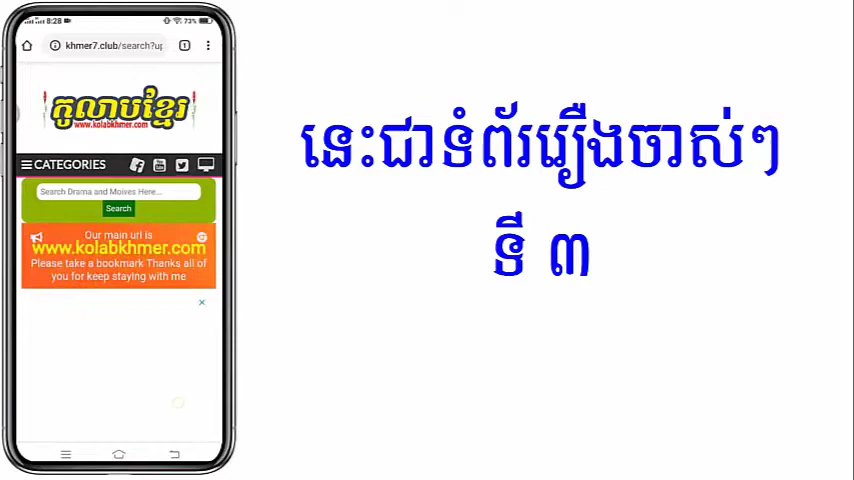 8:28
73%
khmer7.club/search?up
1
កូលាបខ្មែរ
www.kolabkhmer.com
CATEGORIES
Search Drama and Moives Here...
Search
Our main url is
www.kolabkhmer.com
Please take a bookmark Thanks all of
you for keep staying with me
នេះជាទំព័ររឿងចាស់ៗ
ទី ៣